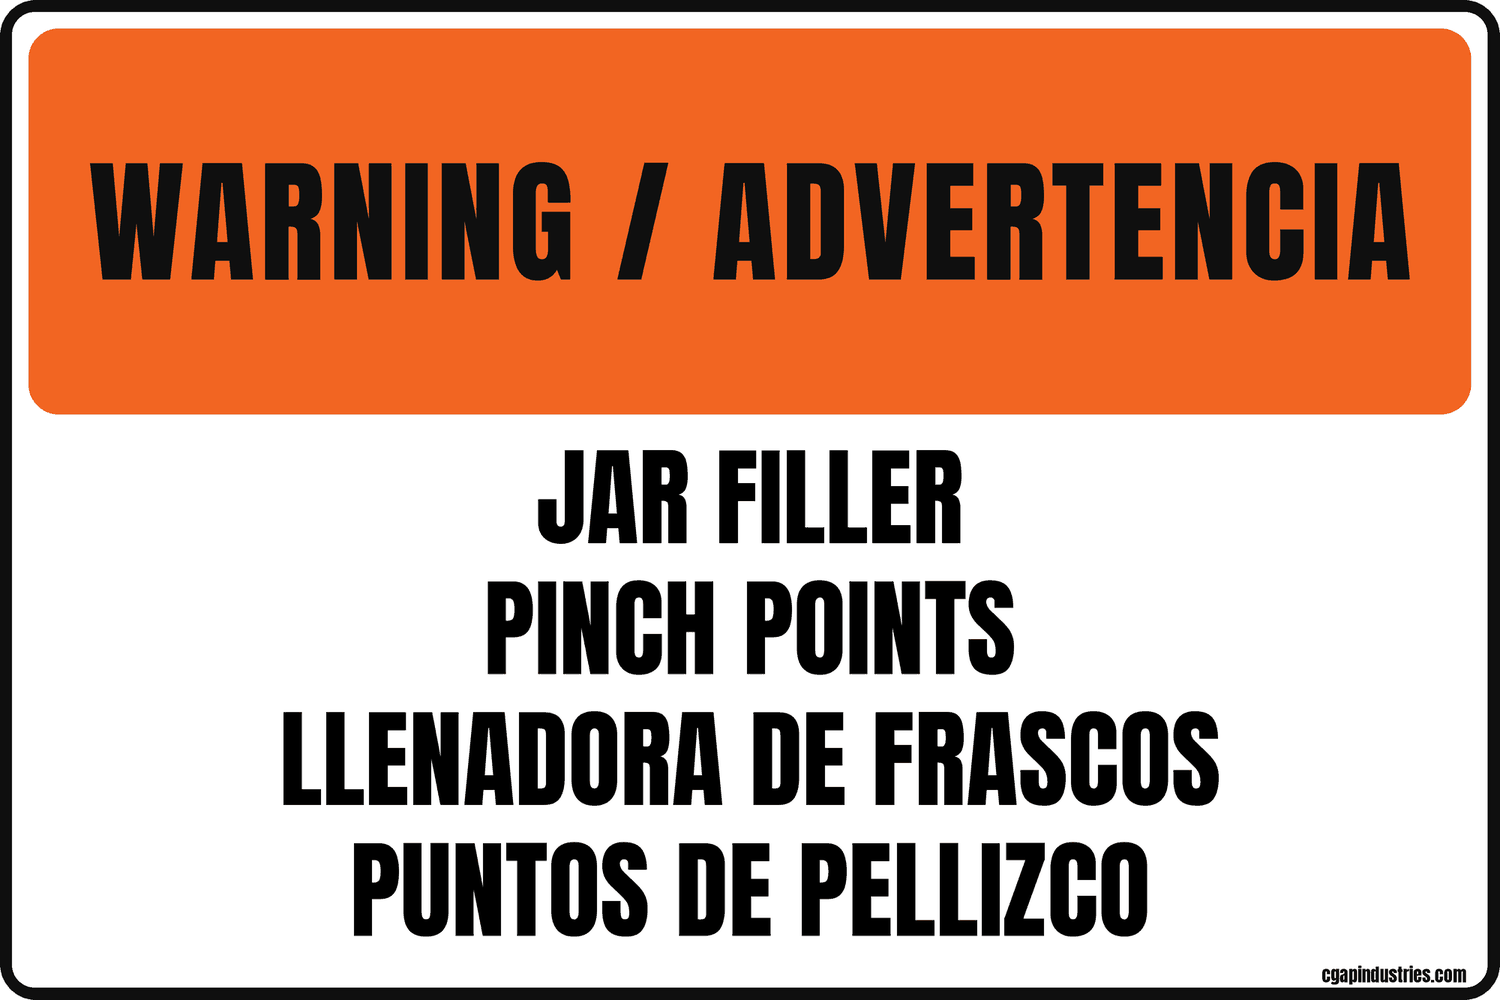 WARNING / ADVERTENCIA
JAR FILLER
PINCH POINTS
LLENADORA DE FRASCOS
PUNTOS DE PELLIZCO
cgapindustries.com